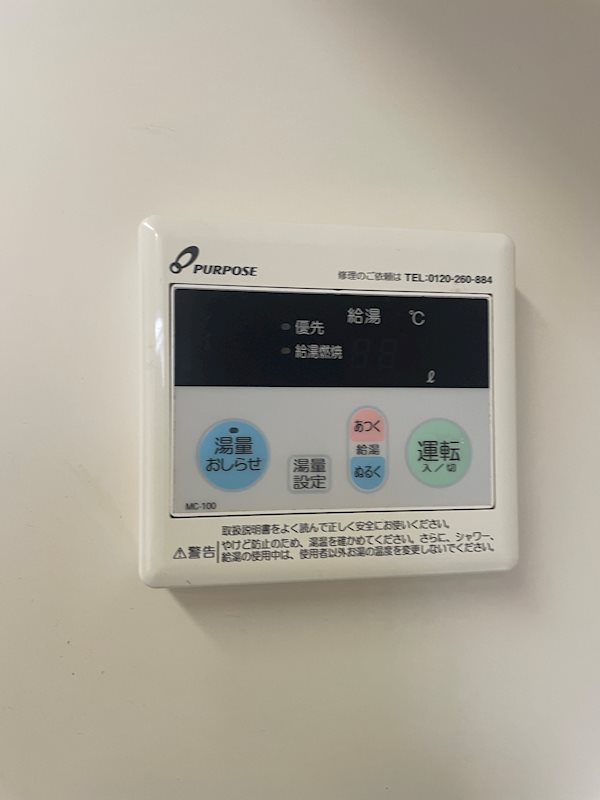 PURPOSE
修理のご依頼は TEL:0120-260-884
給湯 ℃
優先
給湯燃焼
ℓ
湯量
おしらせ
湯量
設定
あつく
給湯
ぬるく
運転
入／切
MC-100
取扱説明書をよく読んで正しく安全にお使いください。
⚠警告
やけど防止のため、湯温を確かめてください。さらに、シャワー、
給湯の使用中は、使用者以外お湯の温度を変更しないでください。